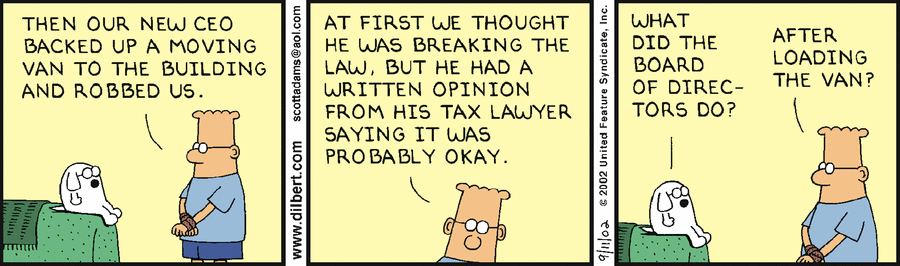 THEN OUR NEW CEO
BACKED UP A MOVING
VAN TO THE BUILDING
AND ROBBED US.
www.dilbert.com
scottadams@aol.com
AT FIRST WE THOUGHT
HE WAS BREAKING THE
LAW, BUT HE HAD A
WRITTEN OPINION
FROM HIS TAX LAWYER
SAYING IT WAS
PROBABLY OKAY.
9/11/02 © 2002 United Feature Syndicate, Inc.
WHAT
DID THE
BOARD
OF DIREC-
TORS DO?
AFTER
LOADING
THE VAN?